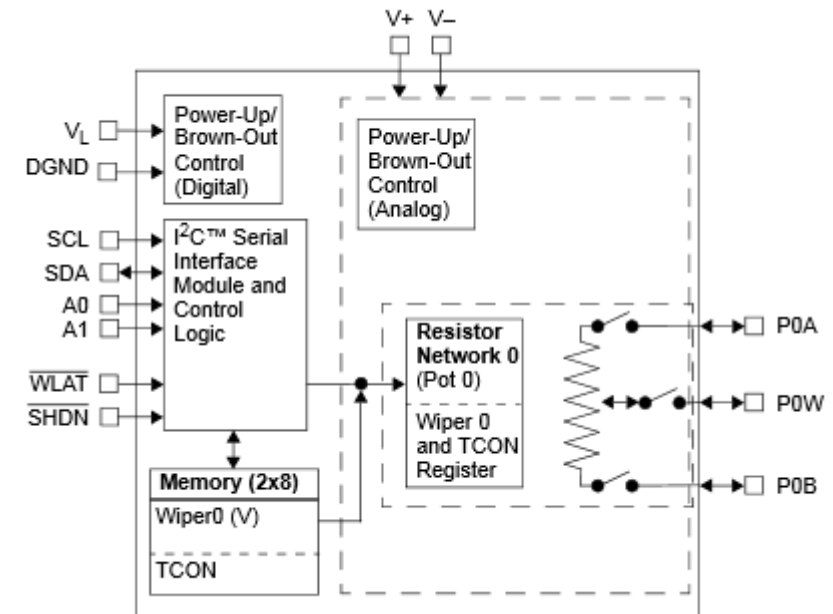 V+ V–
Power-Up/
Brown-Out
Control
(Digital)
VL
DGND
Power-Up/
Brown-Out
Control
(Analog)
SCL
SDA
A0
A1
WLAT
SHDN
I2C™ Serial
Interface
Module and
Control
Logic
Resistor
Network 0
(Pot 0)
Wiper 0
and TCON
Register
P0A
P0W
P0B
Memory (2x8)
Wiper0 (V)
TCON